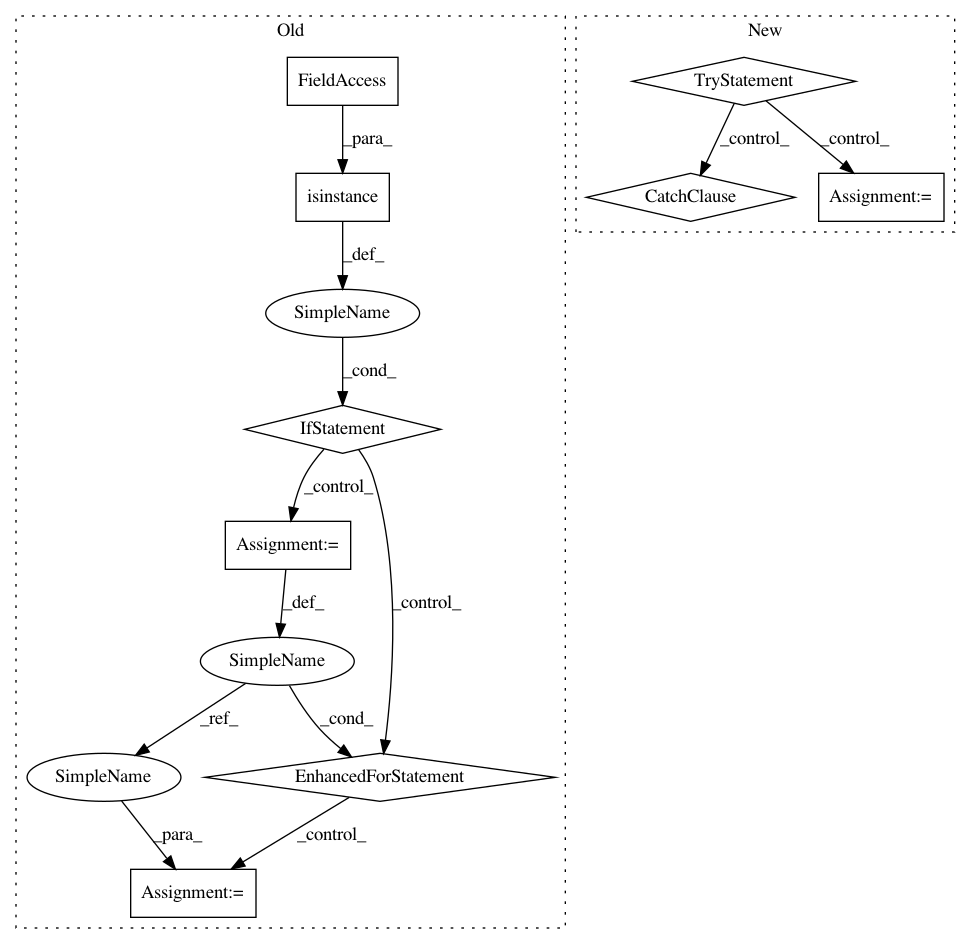 Old
New
FieldAccess
TryStatement
_para_
_control_
_control_
isinstance
CatchClause
Assignment:=
_def_
SimpleName
_cond_
IfStatement
_control_
Assignment:=
_def_
_control_
SimpleName
_ref_
_cond_
SimpleName
EnhancedForStatement
_para_
_control_
Assignment:=